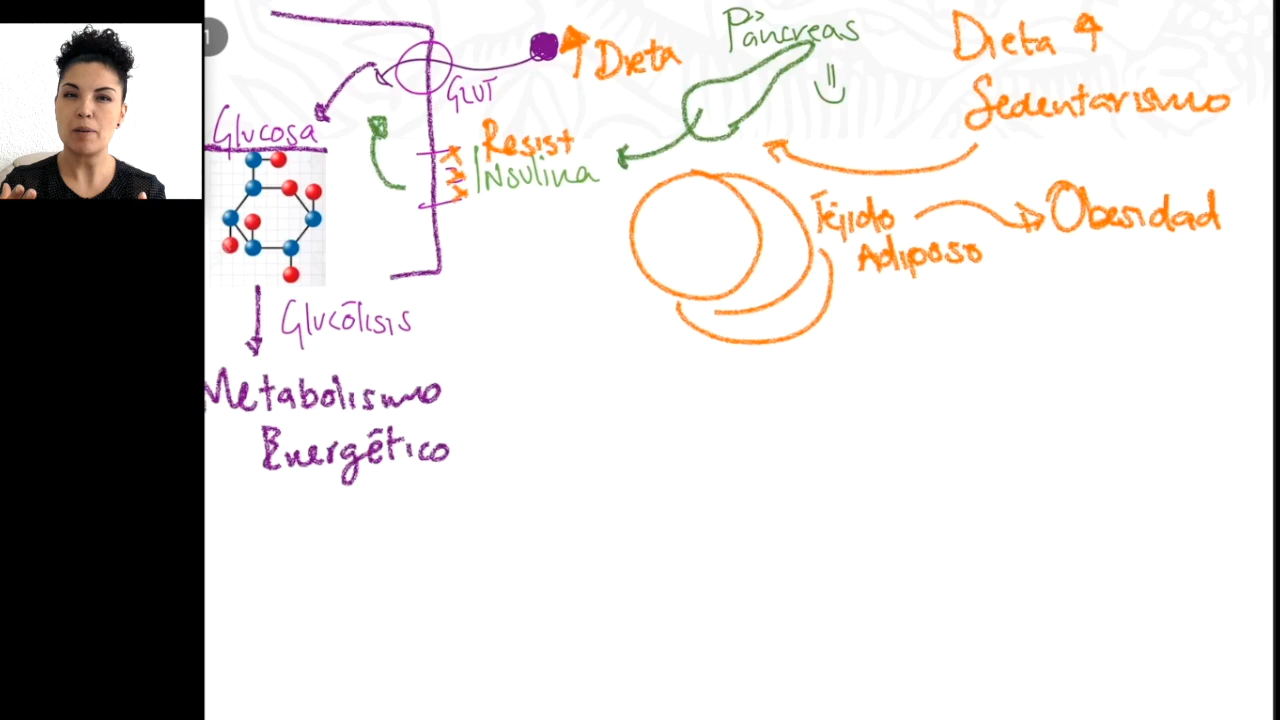 Páncreas
Dieta
Sedentarismo
Dieta
GLUT
Glucosa
Resist
Insulina
Tejido
Adiposo
Obesidad
Glucólisis
Metabolismo
Energético